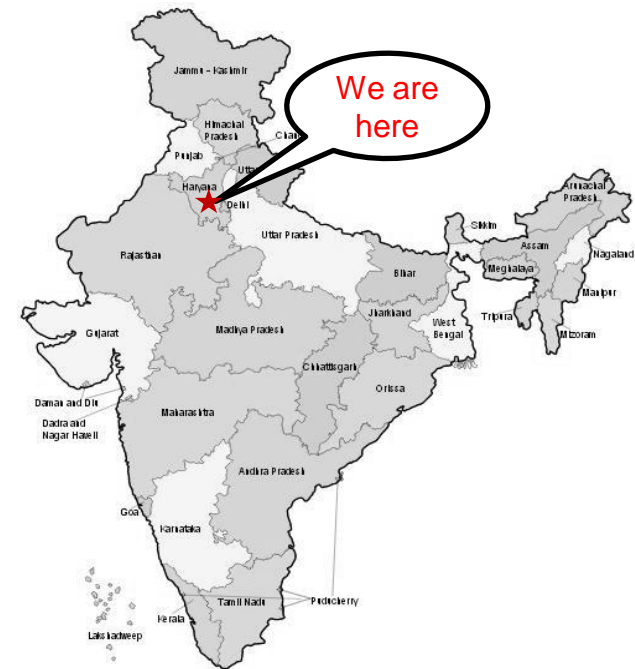 Jammu - Kashmir
We are
here
Himachal
Pradesh
Punjab
Haryana
Delhi
Arunachal
Pradesh
Uttar Pradesh
Sikkim
Rajasthan
Assam
Nagaland
Bihar
Meghalaya
Manipur
Jharkhand
Tripura
West
Bengal
Gujarat
Madhya Pradesh
Mizoram
Chhattisgarh
Orissa
Daman and Diu
Maharashtra
Dadra and
Nagar Haveli
Andhra Pradesh
Goa
Karnataka
Puducherry
Tamil Nadu
Kerala
Lakshadweep